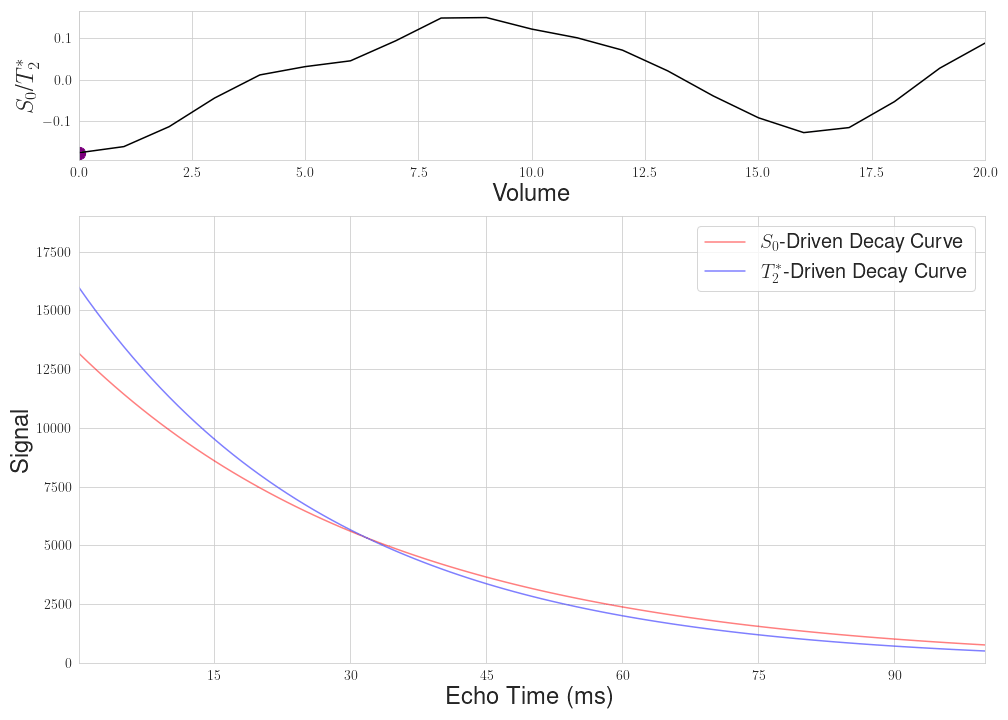 0.1
0.0
−0.1
S₀/T₂*
0.0 2.5 5.0 7.5 10.0 12.5 15.0 17.5 20.0
Volume
17500
15000
12500
10000
7500
5000
2500
0
Signal
S₀-Driven Decay Curve
T₂*-Driven Decay Curve
15 30 45 60 75 90
Echo Time (ms)